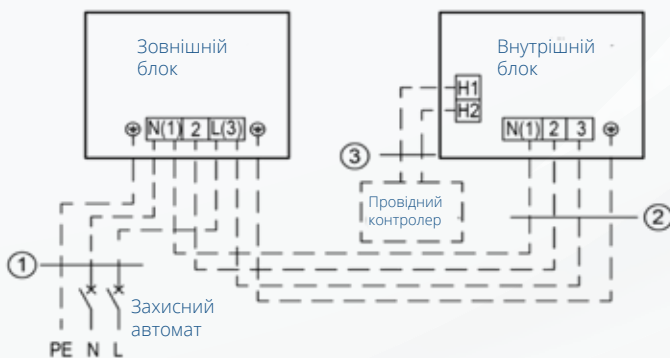 Зовнішній
блок
N(1) 2 L(3)
Внутрішній
блок
H1
H2
N(1) 2 3
3
Провідний
контролер
2
1
Захисний
автомат
PE N L